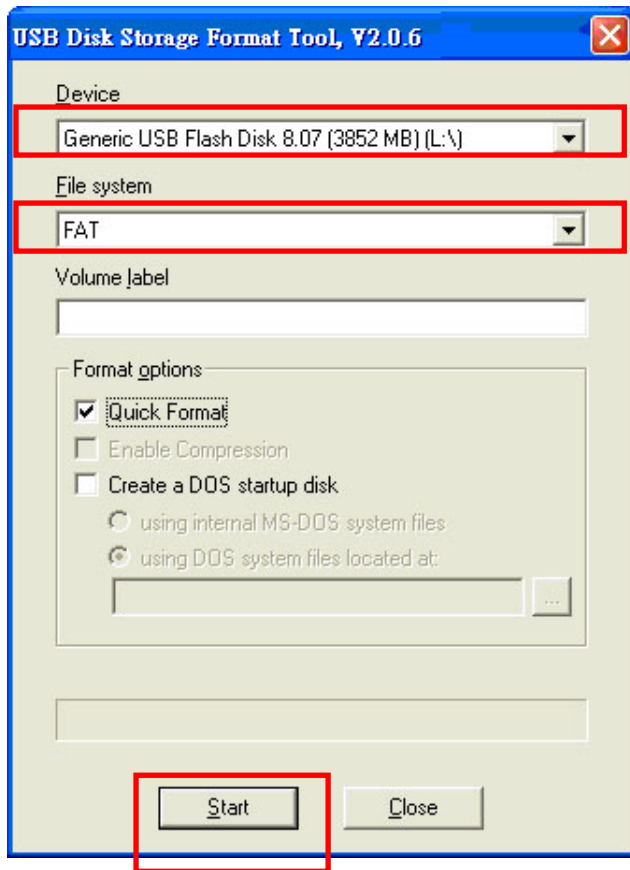 USB Disk Storage Format Tool, V2.0.6
Device
Generic USB Flash Disk 8.07 (3852 MB) (L:\)
File system
FAT
Volume label
Format options
Quick Format
Enable Compression
Create a DOS startup disk
using internal MS-DOS system files
using DOS system files located at:
...
Start Close